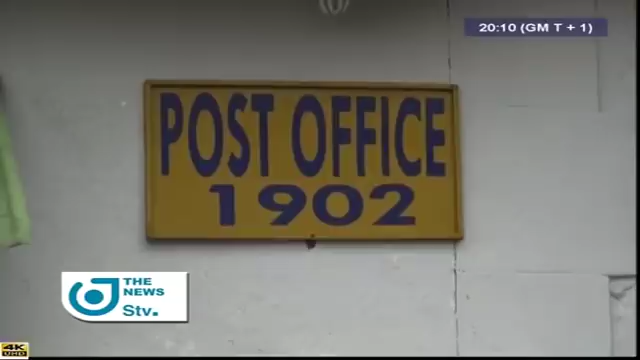 20:10 (GM T + 1)
POST OFFICE
1902
THE
NEWS
Stv.
4K
UHD